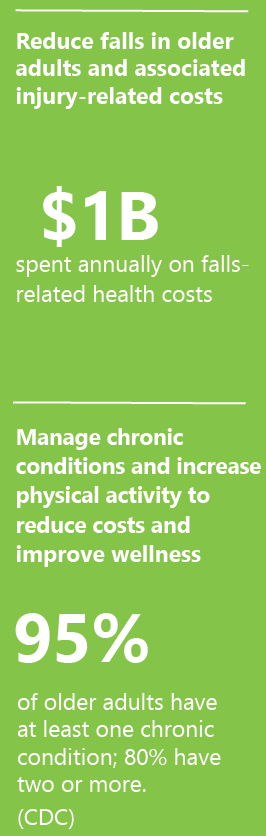 Reduce falls in older
adults and associated
injury-related costs
$1B
spent annually on falls-
related health costs
Manage chronic
conditions and increase
physical activity to
reduce costs and
improve wellness
95%
of older adults have
at least one chronic
condition; 80% have
two or more.
(CDC)